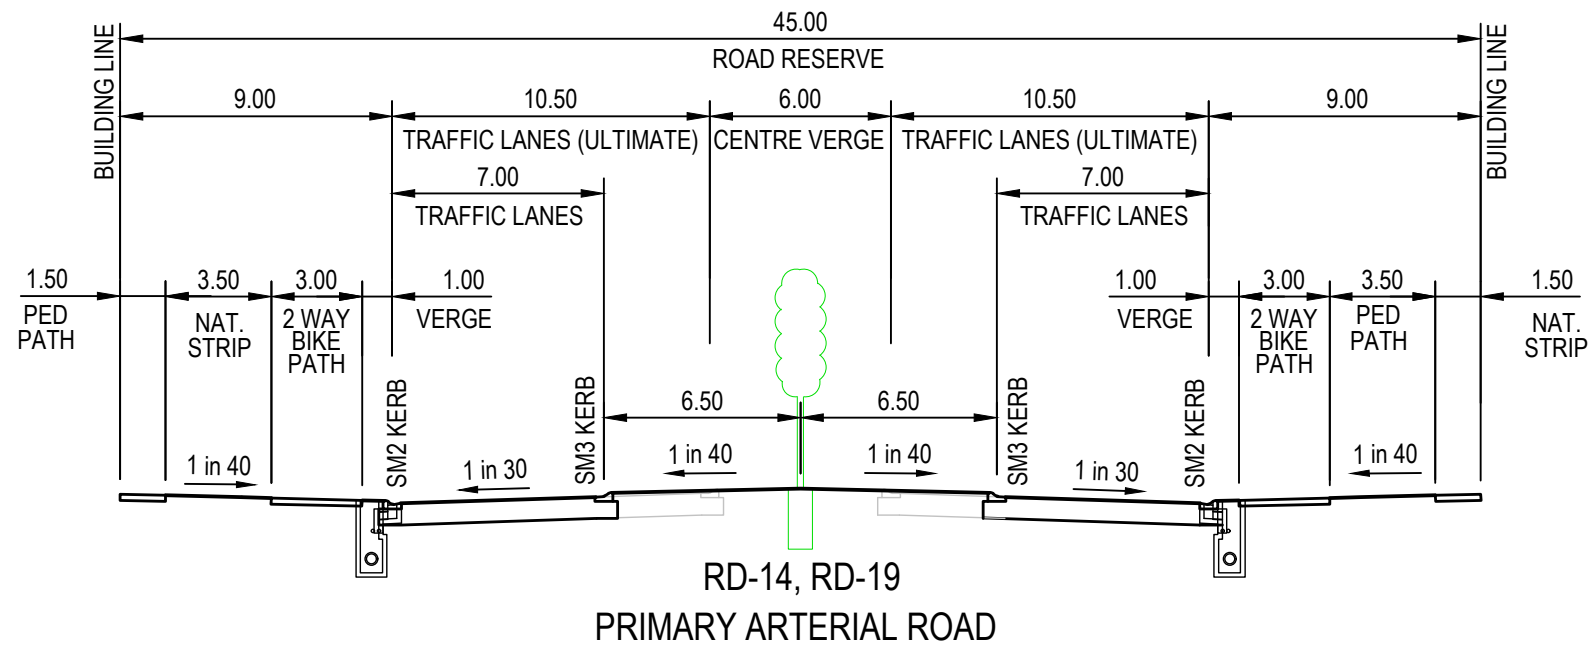 45.00
ROAD RESERVE
BUILDING LINE
BUILDING LINE
9.00
10.50
6.00
10.50
9.00
TRAFFIC LANES (ULTIMATE)
CENTRE VERGE
TRAFFIC LANES (ULTIMATE)
7.00
7.00
TRAFFIC LANES
TRAFFIC LANES
1.50
PED
PATH
3.50
NAT.
STRIP
3.00
2 WAY
BIKE
PATH
1.00
VERGE
1.00
VERGE
3.00
2 WAY
BIKE
PATH
3.50
PED
PATH
1.50
NAT.
STRIP
SM2 KERB
SM3 KERB
6.50
6.50
SM3 KERB
SM2 KERB
1 in 40
1 in 30
1 in 40
1 in 40
1 in 30
1 in 40
RD-14, RD-19
PRIMARY ARTERIAL ROAD